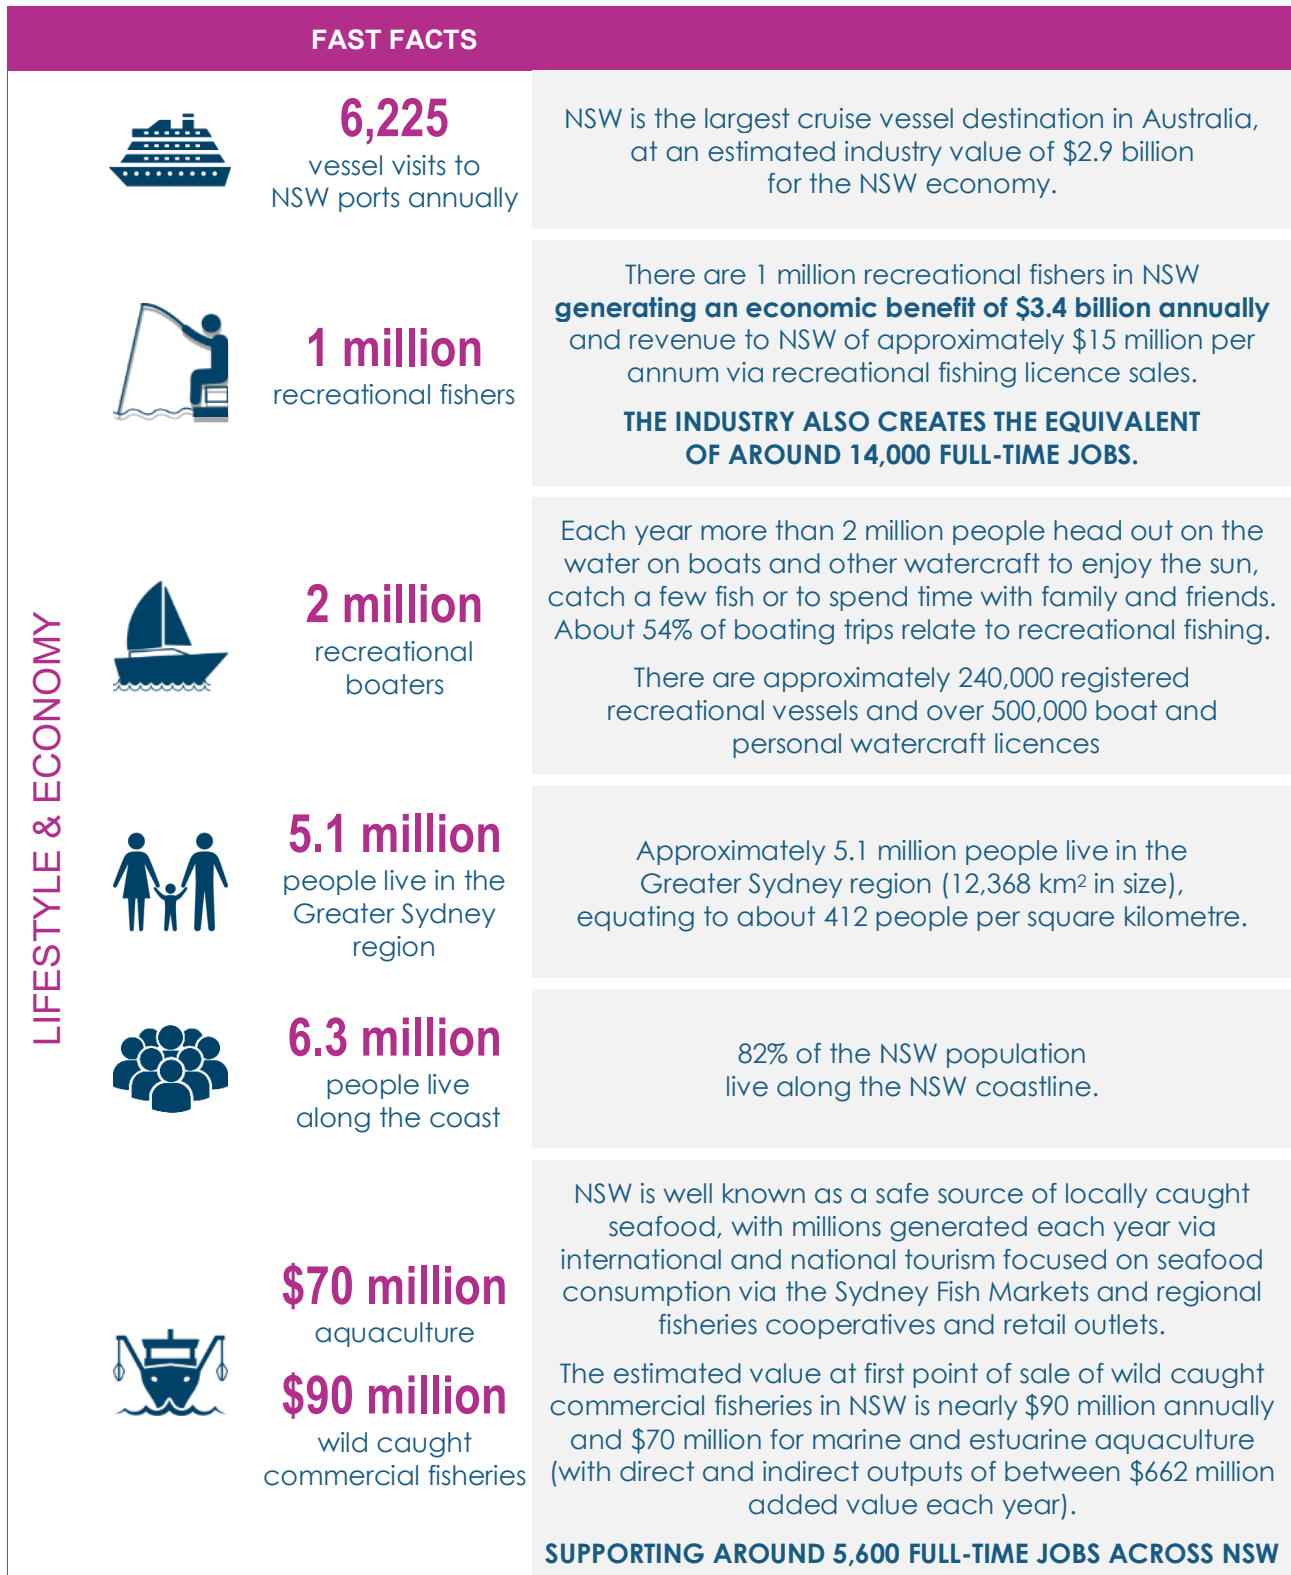 FAST FACTS
LIFESTYLE & ECONOMY
6,225
vessel visits to
NSW ports annually
NSW is the largest cruise vessel destination in Australia,
at an estimated industry value of $2.9 billion
for the NSW economy.
1 million
recreational fishers
There are 1 million recreational fishers in NSW
generating an economic benefit of $3.4 billion annually
and revenue to NSW of approximately $15 million per
annum via recreational fishing licence sales.
THE INDUSTRY ALSO CREATES THE EQUIVALENT
OF AROUND 14,000 FULL-TIME JOBS.
2 million
recreational
boaters
Each year more than 2 million people head out on the
water on boats and other watercraft to enjoy the sun,
catch a few fish or to spend time with family and friends.
About 54% of boating trips relate to recreational fishing.
There are approximately 240,000 registered
recreational vessels and over 500,000 boat and
personal watercraft licences
5.1 million
people live in the
Greater Sydney
region
Approximately 5.1 million people live in the
Greater Sydney region (12,368 km² in size),
equating to about 412 people per square kilometre.
6.3 million
people live
along the coast
82% of the NSW population
live along the NSW coastline.
$70 million
aquaculture
$90 million
wild caught
commercial fisheries
NSW is well known as a safe source of locally caught
seafood, with millions generated each year via
international and national tourism focused on seafood
consumption via the Sydney Fish Markets and regional
fisheries cooperatives and retail outlets.
The estimated value at first point of sale of wild caught
commercial fisheries in NSW is nearly $90 million annually
and $70 million for marine and estuarine aquaculture
(with direct and indirect outputs of between $662 million
added value each year).
SUPPORTING AROUND 5,600 FULL-TIME JOBS ACROSS NSW